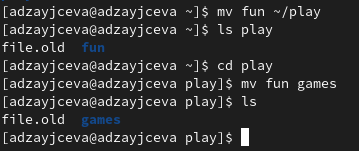 [adzayjceva@adzayjceva ~]$ mv fun ~/play
[adzayjceva@adzayjceva ~]$ ls play
file.old  fun
[adzayjceva@adzayjceva ~]$ cd play
[adzayjceva@adzayjceva play]$ mv fun games
[adzayjceva@adzayjceva play]$ ls
file.old  games
[adzayjceva@adzayjceva play]$